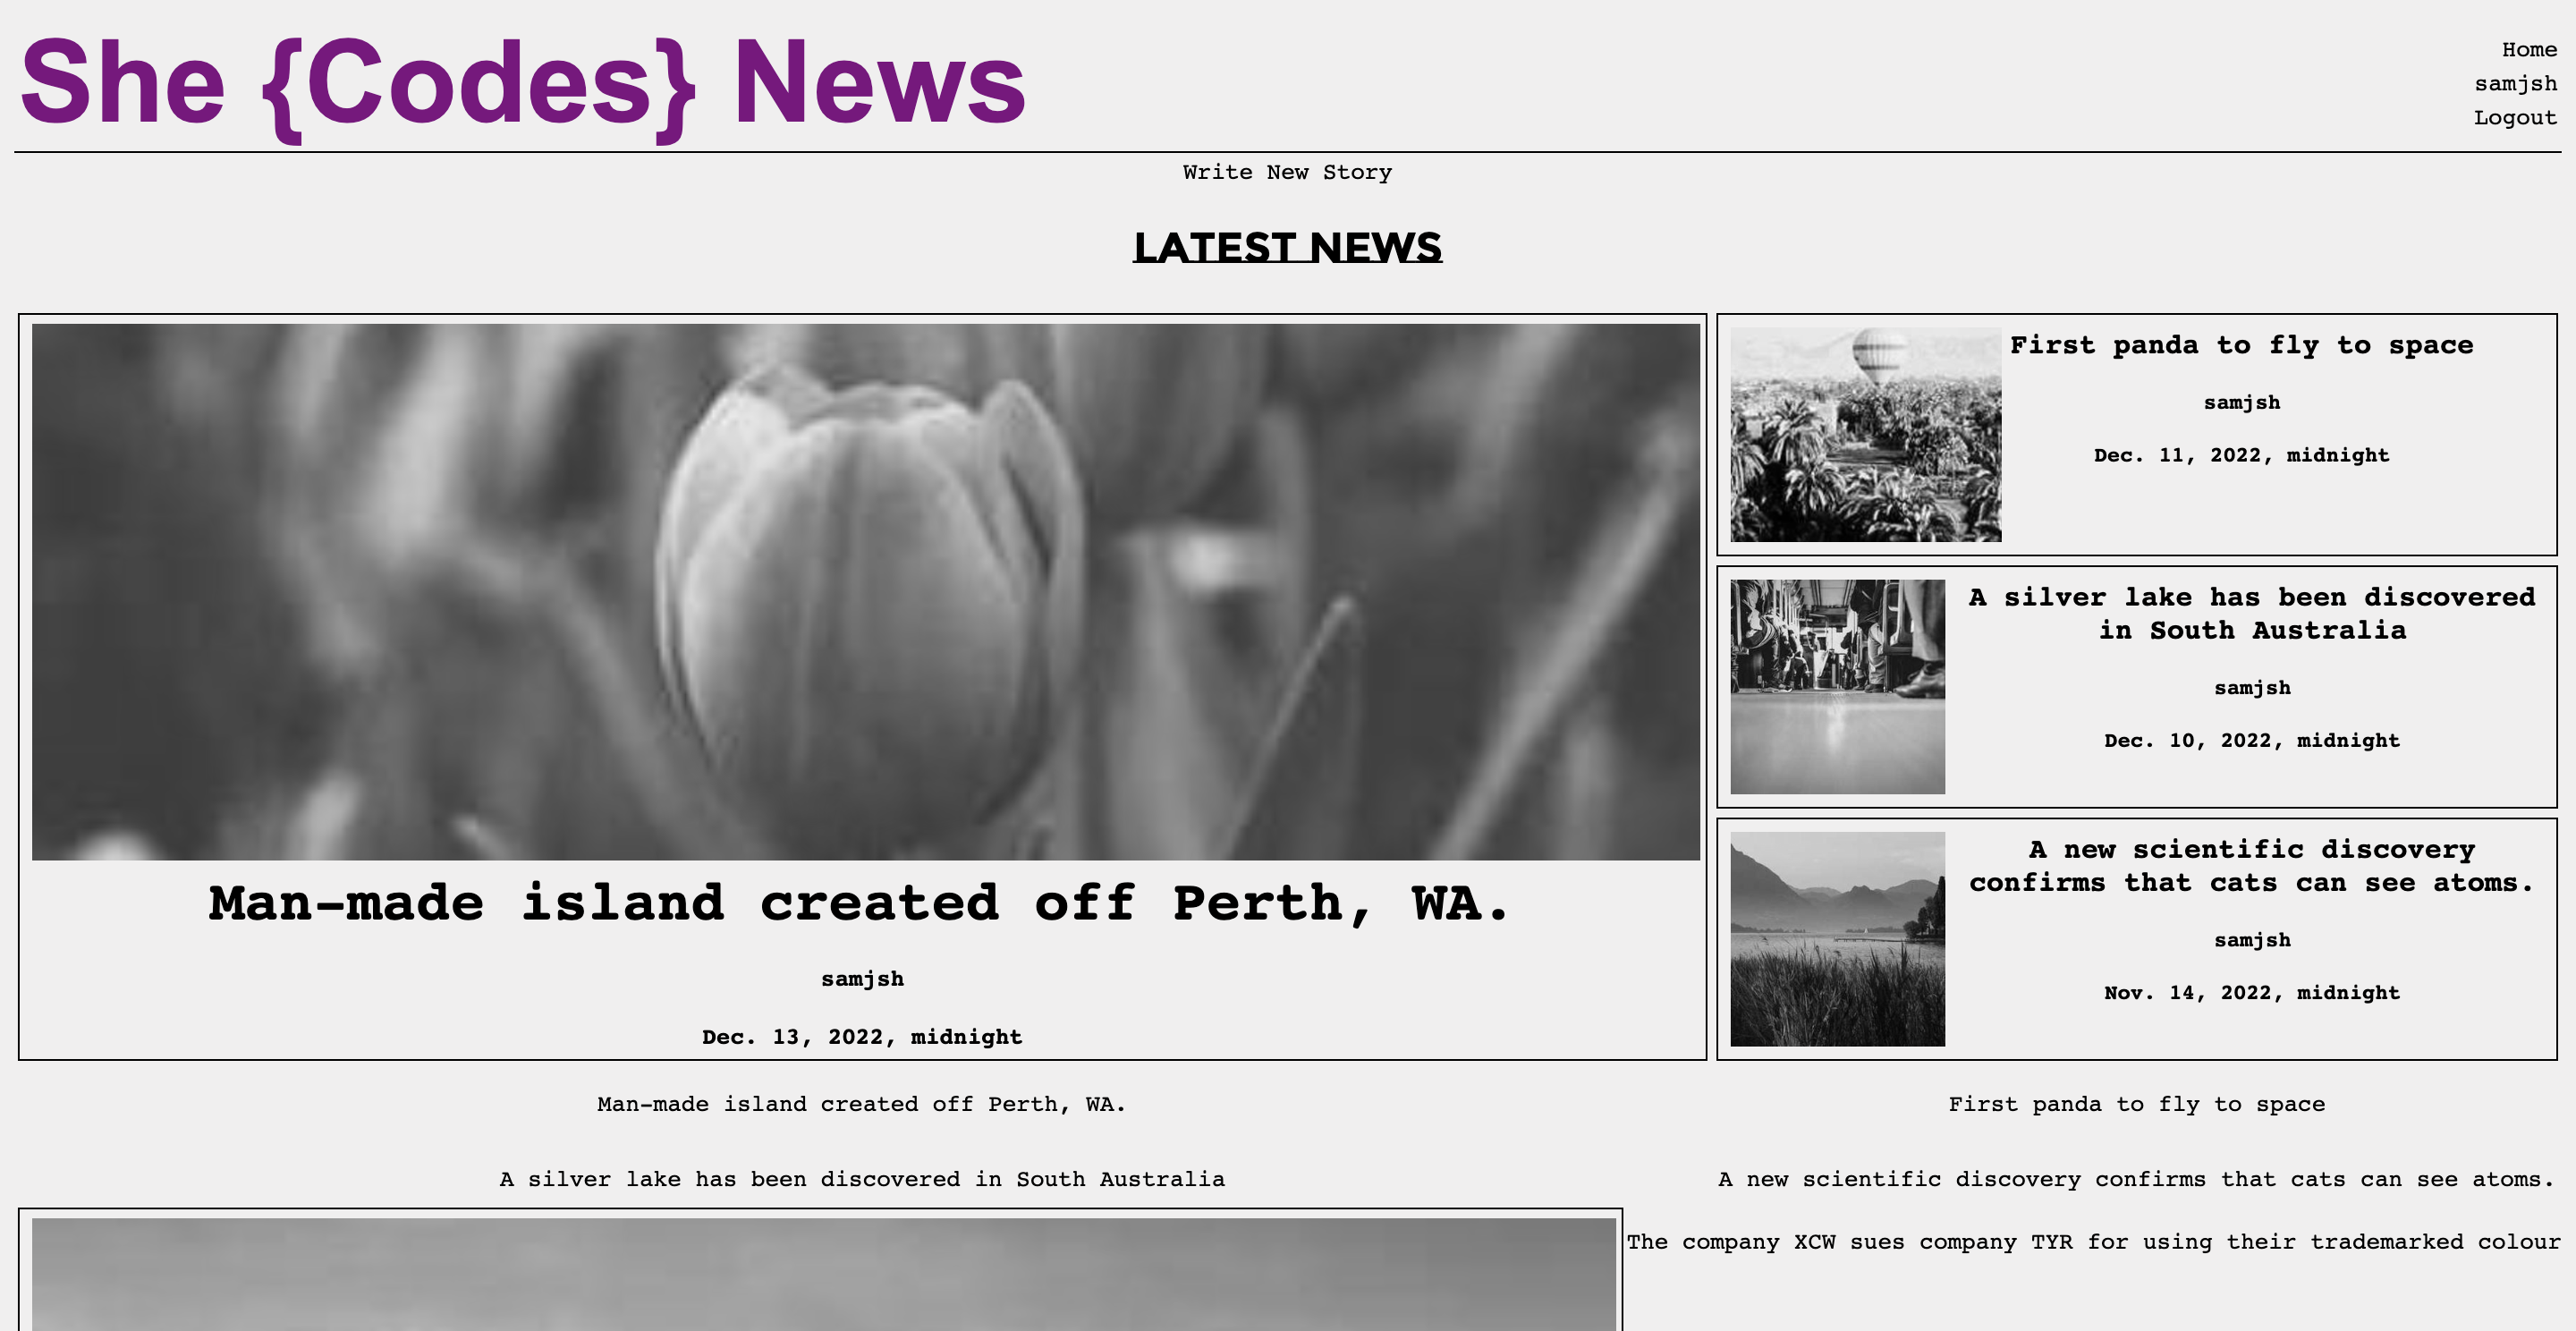 She {Codes} News
Home
samjsh
Logout
Write New Story
LATEST NEWS
Man-made island created off Perth, WA.
samjsh
Dec. 13, 2022, midnight
First panda to fly to space
samjsh
Dec. 11, 2022, midnight
A silver lake has been discovered
in South Australia
samjsh
Dec. 10, 2022, midnight
A new scientific discovery
confirms that cats can see atoms.
samjsh
Nov. 14, 2022, midnight
Man-made island created off Perth, WA.
First panda to fly to space
A silver lake has been discovered in South Australia
A new scientific discovery confirms that cats can see atoms.
The company XCW sues company TYR for using their trademarked colour